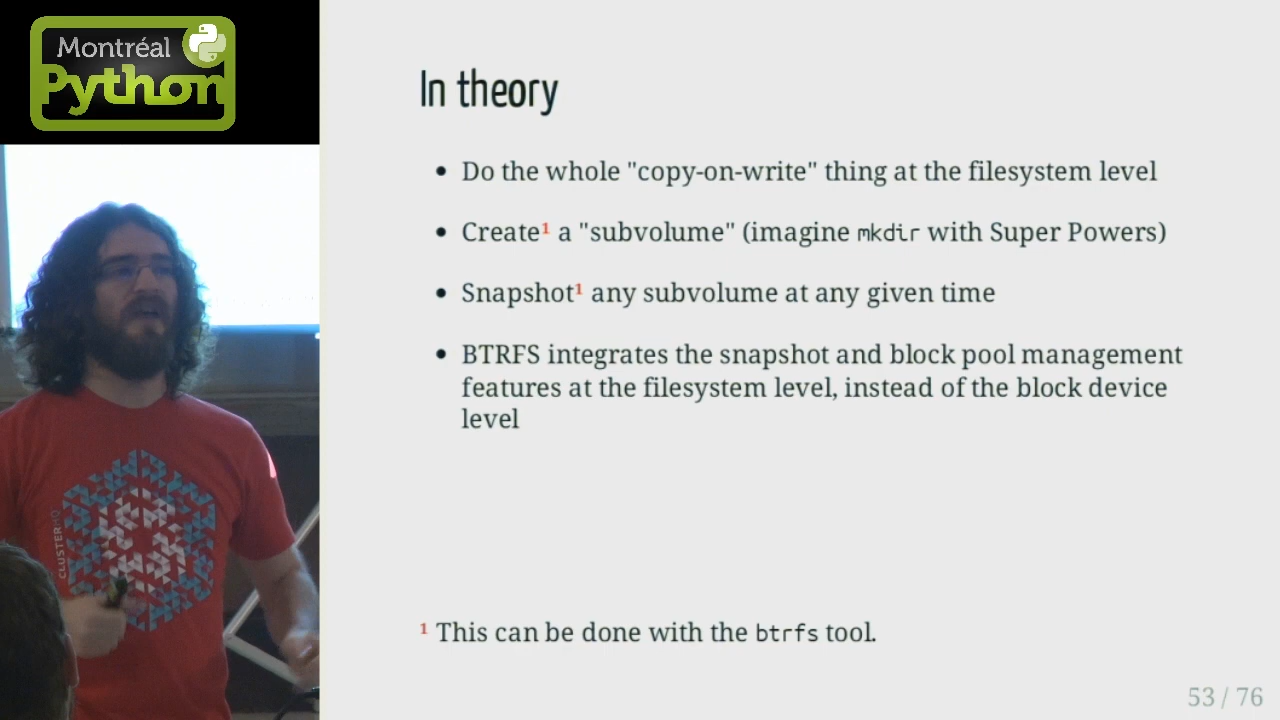 Montréal
Python
In theory
• Do the whole "copy-on-write" thing at the filesystem level
• Create¹ a "subvolume" (imagine mkdir with Super Powers)
• Snapshot¹ any subvolume at any given time
• BTRFS integrates the snapshot and block pool management
features at the filesystem level, instead of the block device
level
CLUSTERHQ
¹ This can be done with the btrfs tool.
53 / 76